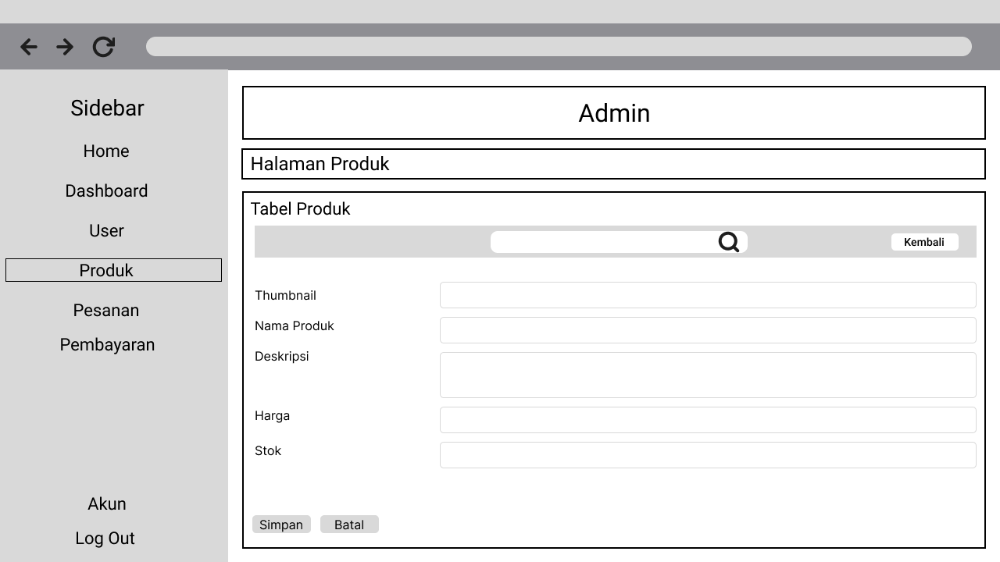 Sidebar
Home
Dashboard
User
Produk
Pesanan
Pembayaran
Akun
Log Out
Admin
Halaman Produk
Tabel Produk
Kembali
Thumbnail
Nama Produk
Deskripsi
Harga
Stok
Simpan Batal